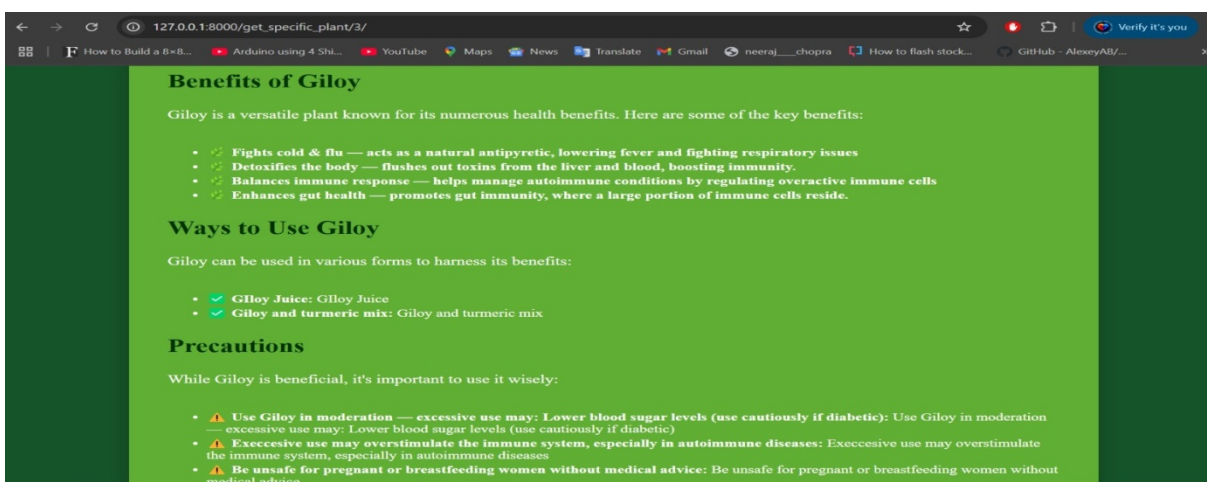 127.0.0.1:8000/get_specific_plant/3/
Verify it's you
How to Build a 8×8...
Arduino using 4 Shi...
YouTube
Maps
News
Translate
Gmail
neeraj___chopra
How to flash stock...
GitHub - AlexeyAB/...
Benefits of Giloy
Giloy is a versatile plant known for its numerous health benefits. Here are some of the key benefits:
• 🌿 Fights cold & flu — acts as a natural antipyretic, lowering fever and fighting respiratory issues
• 🌿 Detoxifies the body — flushes out toxins from the liver and blood, boosting immunity.
• 🌿 Balances immune response — helps manage autoimmune conditions by regulating overactive immune cells
• 🌿 Enhances gut health — promotes gut immunity, where a large portion of immune cells reside.
Ways to Use Giloy
Giloy can be used in various forms to harness its benefits:
• ✅ GIloy Juice: GIloy Juice
• ✅ Giloy and turmeric mix: Giloy and turmeric mix
Precautions
While Giloy is beneficial, it's important to use it wisely:
• ⚠️ Use Giloy in moderation — excessive use may: Lower blood sugar levels (use cautiously if diabetic): Use Giloy in moderation
— excessive use may: Lower blood sugar levels (use cautiously if diabetic)
• ⚠️ Execcesive use may overstimulate the immune system, especially in autoimmune diseases: Execcesive use may overstimulate
the immune system, especially in autoimmune diseases
• ⚠️ Be unsafe for pregnant or breastfeeding women without medical advice: Be unsafe for pregnant or breastfeeding women without
medical advice